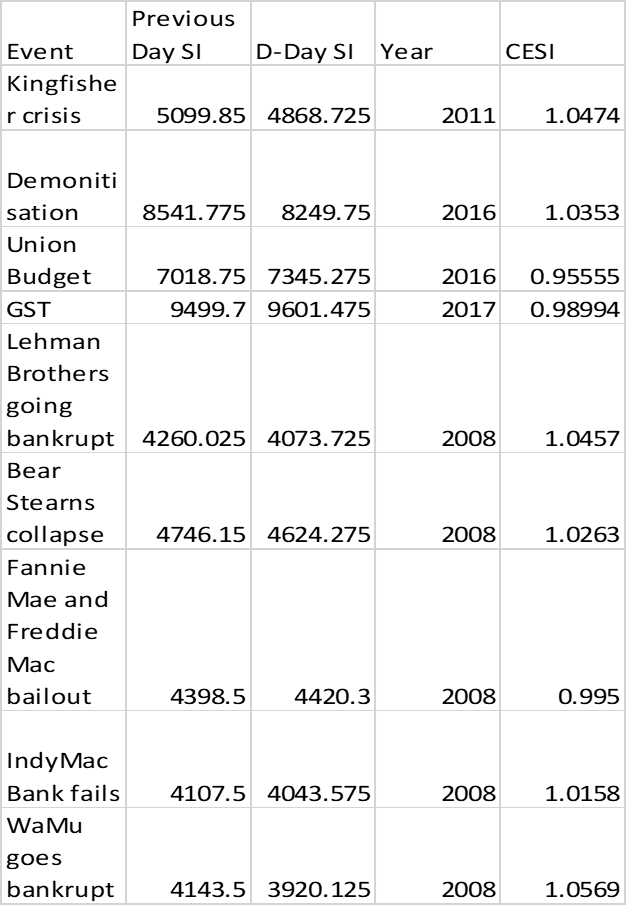 Event Previous Day SI D-Day SI Year CESI
Kingfishe
r crisis 5099.85 4868.725 2011 1.0474
Demoniti
sation 8541.775 8249.75 2016 1.0353
Union
Budget 7018.75 7345.275 2016 0.95555
GST 9499.7 9601.475 2017 0.98994
Lehman
Brothers
going
bankrupt 4260.025 4073.725 2008 1.0457
Bear
Stearns
collapse 4746.15 4624.275 2008 1.0263
Fannie
Mae and
Freddie
Mac
bailout 4398.5 4420.3 2008 0.995
IndyMac
Bank fails 4107.5 4043.575 2008 1.0158
WaMu
goes
bankrupt 4143.5 3920.125 2008 1.0569